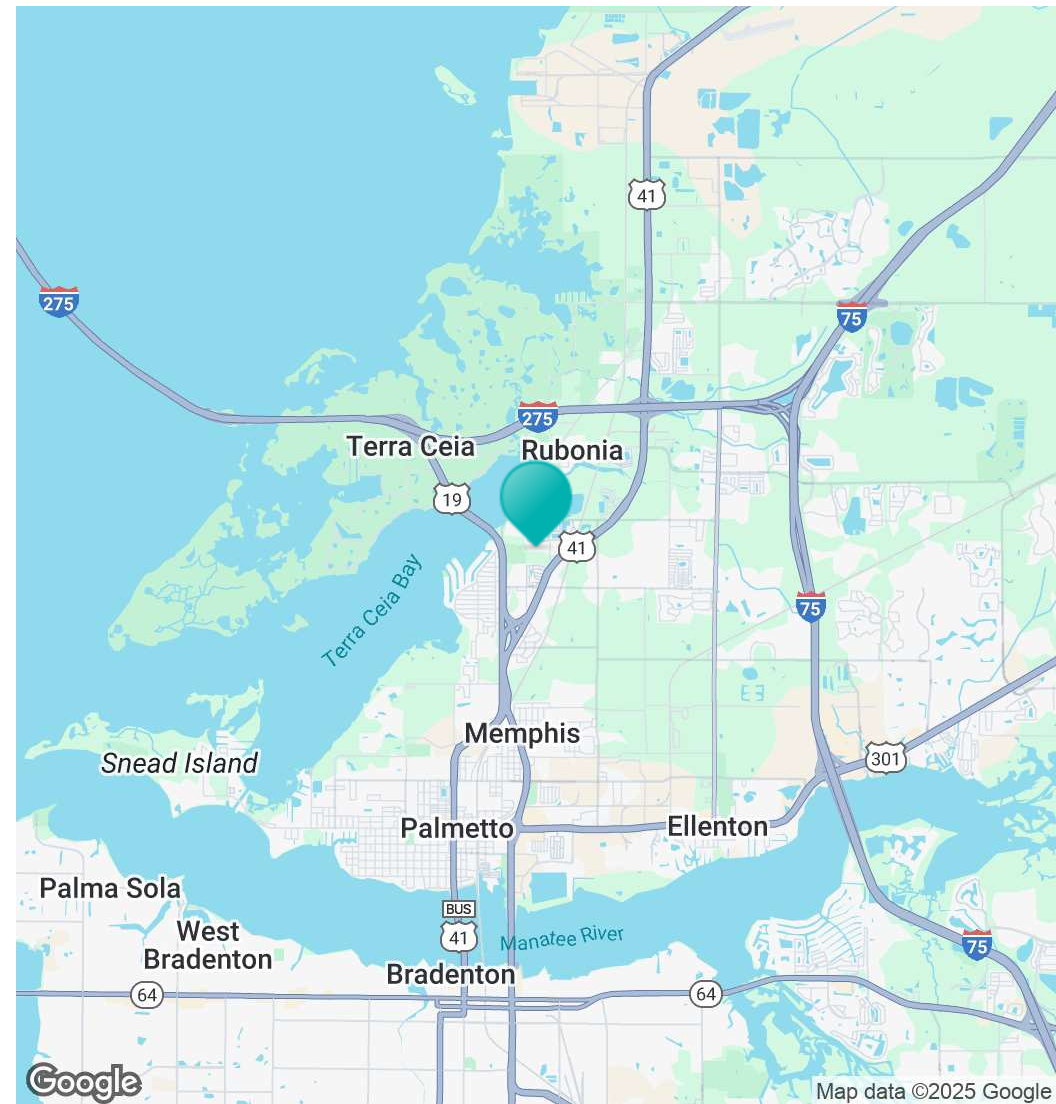 41
275
75
275
Terra Ceia
Rubonia
19
41
Terra Ceia Bay
75
Memphis
Snead Island
301
Palmetto
Ellenton
Palma Sola
BUS
41
West
Bradenton
Manatee River
75
Bradenton
64
64
Google
Map data ©2025 Google